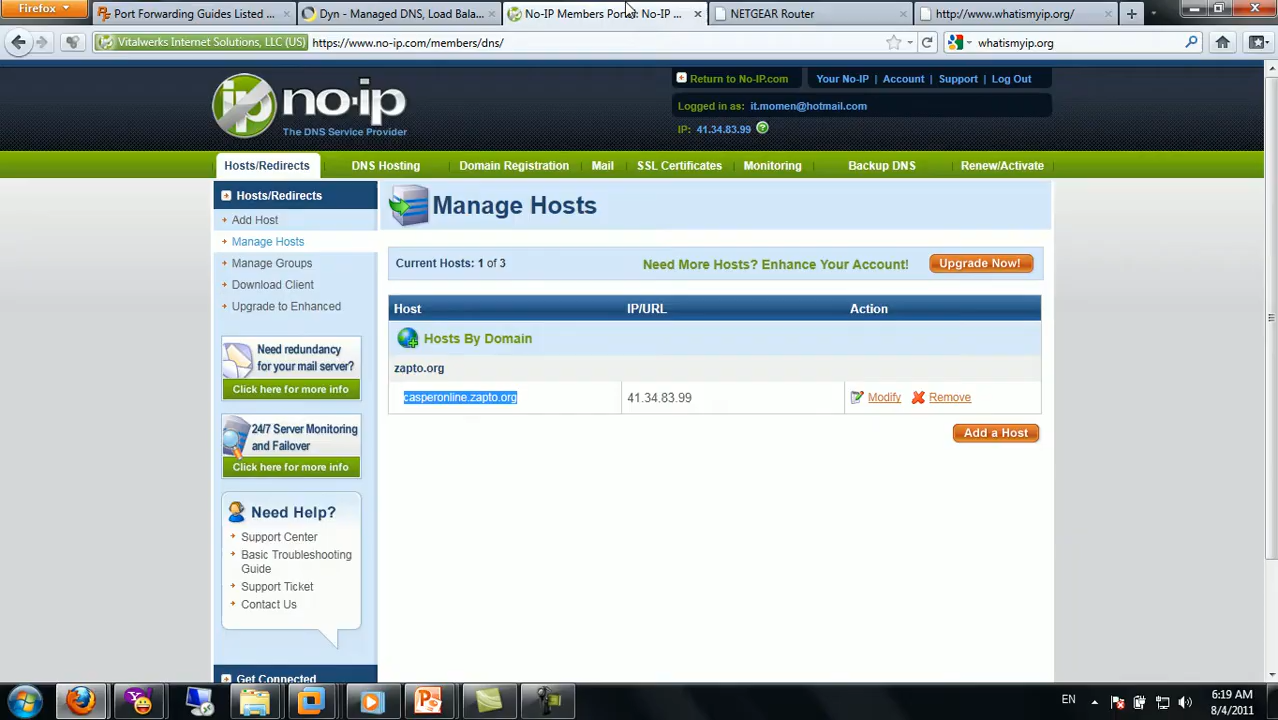 Firefox
Port Forwarding Guides Listed ...
Dyn - Managed DNS, Load Bala...
No-IP Members Portal: No-IP ...
NETGEAR Router
http://www.whatismyip.org/
Vitalwerks Internet Solutions, LLC (US)
https://www.no-ip.com/members/dns/
whatismyip.org
no-ip
The DNS Service Provider
Return to No-IP.com
Your No-IP | Account | Support | Log Out
Logged in as: it.momen@hotmail.com
IP: 41.34.83.99
Hosts/Redirects
DNS Hosting
Domain Registration
Mail
SSL Certificates
Monitoring
Backup DNS
Renew/Activate
Hosts/Redirects
Add Host
Manage Hosts
Manage Groups
Download Client
Upgrade to Enhanced
Need redundancy
for your mail server?
Click here for more info
24/7 Server Monitoring
and Failover
Click here for more info
Need Help?
Support Center
Basic Troubleshooting
Guide
Support Ticket
Contact Us
Get Connected
Manage Hosts
Current Hosts: 1 of 3
Need More Hosts? Enhance Your Account!
Upgrade Now!
Host
IP/URL
Action
Hosts By Domain
zapto.org
casperonline.zapto.org
41.34.83.99
Modify
Remove
Add a Host
EN
6:19 AM
8/4/2011